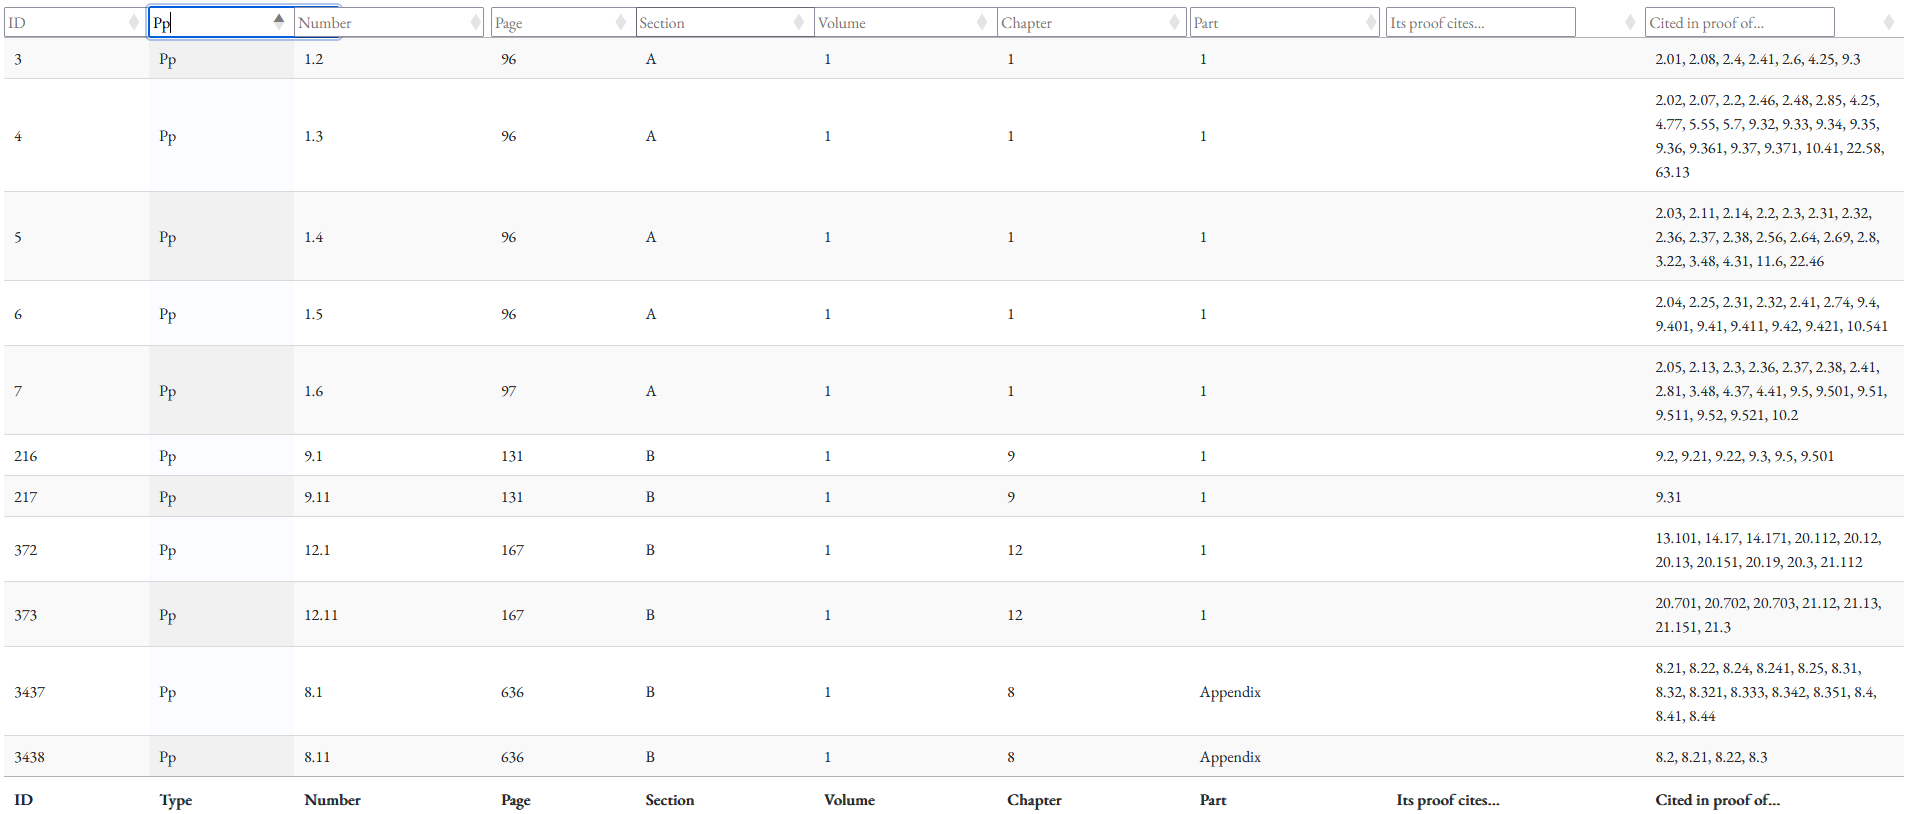 ID Pp Number Page Section Volume Chapter Part Its proof cites... Cited in proof of...
3 Pp 1.2 96 A 1 1 1 2.01, 2.08, 2.4, 2.41, 2.6, 4.25, 9.3
4 Pp 1.3 96 A 1 1 1 2.02, 2.07, 2.2, 2.46, 2.48, 2.85, 4.25,
4.77, 5.55, 5.7, 9.32, 9.33, 9.34, 9.35,
9.36, 9.361, 9.37, 9.371, 10.41, 22.58,
63.13
5 Pp 1.4 96 A 1 1 1 2.03, 2.11, 2.14, 2.2, 2.3, 2.31, 2.32,
2.36, 2.37, 2.38, 2.56, 2.64, 2.69, 2.8,
3.22, 3.48, 4.31, 11.6, 22.46
6 Pp 1.5 96 A 1 1 1 2.04, 2.25, 2.31, 2.32, 2.41, 2.74, 9.4,
9.401, 9.41, 9.411, 9.42, 9.421, 10.541
7 Pp 1.6 97 A 1 1 1 2.05, 2.13, 2.3, 2.36, 2.37, 2.38, 2.41,
2.81, 3.48, 4.37, 4.41, 9.5, 9.501, 9.51,
9.511, 9.52, 9.521, 10.2
216 Pp 9.1 131 B 1 9 1 9.2, 9.21, 9.22, 9.3, 9.5, 9.501
217 Pp 9.11 131 B 1 9 1 9.31
372 Pp 12.1 167 B 1 12 1 13.101, 14.17, 14.171, 20.112, 20.12,
20.13, 20.151, 20.19, 20.3, 21.112
373 Pp 12.11 167 B 1 12 1 20.701, 20.702, 20.703, 21.12, 21.13,
21.151, 21.3
3437 Pp 8.1 636 B 1 8 Appendix 8.21, 8.22, 8.24, 8.241, 8.25, 8.31,
8.32, 8.321, 8.333, 8.342, 8.351, 8.4,
8.41, 8.44
3438 Pp 8.11 636 B 1 8 Appendix 8.2, 8.21, 8.22, 8.3
ID Type Number Page Section Volume Chapter Part Its proof cites... Cited in proof of...